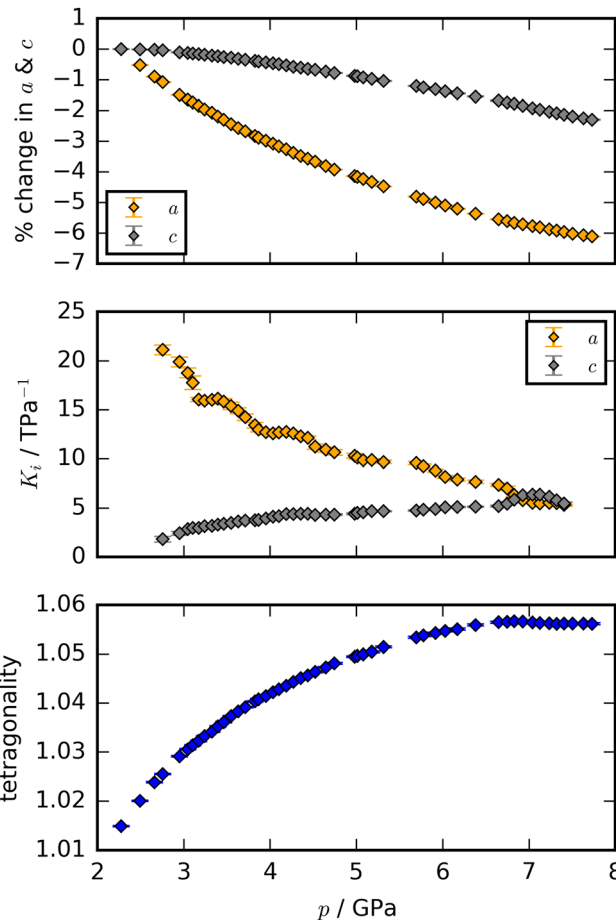 1
0
−1
−2
−3
−4
−5
−6
−7
% change in a & c
a
c
25
20
15
10
5
0
K_i / TPa⁻¹
a
c
1.06
1.05
1.04
1.03
1.02
1.01
tetragonality
2 3 4 5 6 7 8
p / GPa